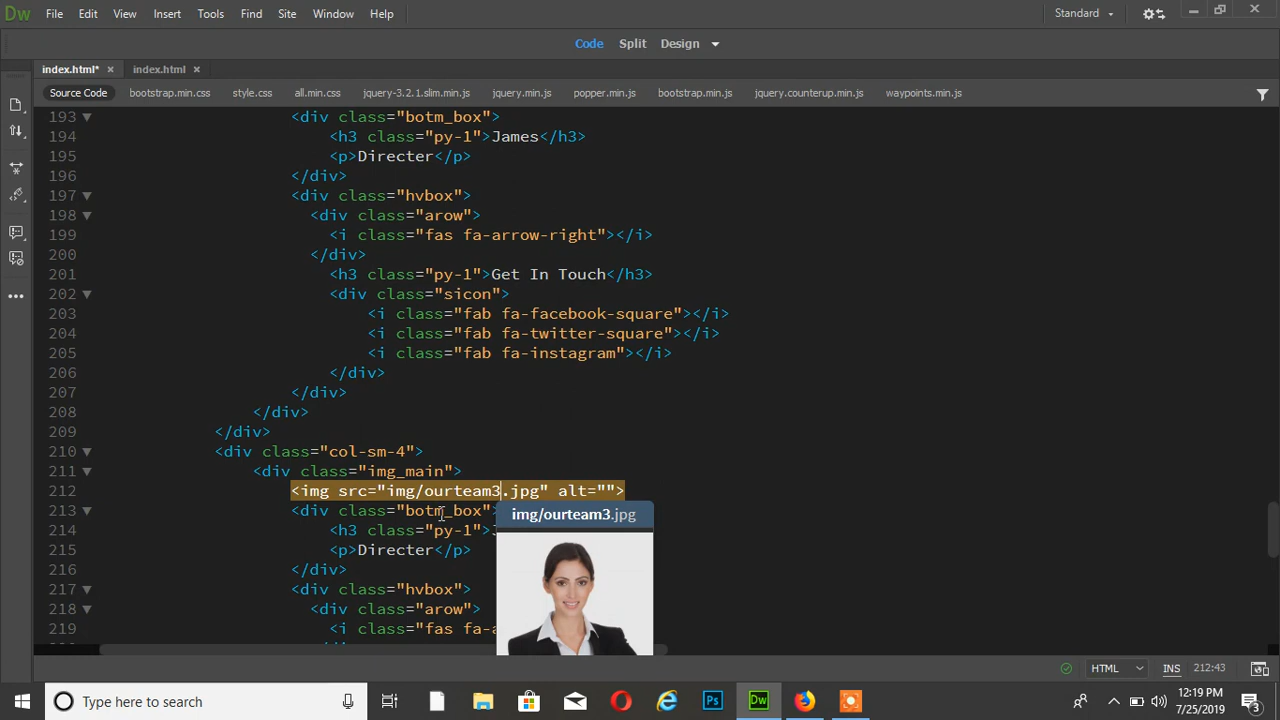 Dw File Edit View Insert Tools Find Site Window Help Standard
Code Split Design
index.html* index.html
Source Code bootstrap.min.css style.css all.min.css jquery-3.2.1.slim.min.js jquery.min.js popper.min.js bootstrap.min.js jquery.counterup.min.js waypoints.min.js
193 <div class="botm_box">
194 <h3 class="py-1">James</h3>
195 <p>Directer</p>
196 </div>
197 <div class="hvbox">
198 <div class="arow">
199 <i class="fas fa-arrow-right"></i>
200 </div>
201 <h3 class="py-1">Get In Touch</h3>
202 <div class="sicon">
203 <i class="fab fa-facebook-square"></i>
204 <i class="fab fa-twitter-square"></i>
205 <i class="fab fa-instagram"></i>
206 </div>
207 </div>
208 </div>
209 </div>
210 <div class="col-sm-4">
211 <div class="img_main">
212 <img src="img/ourteam3.jpg" alt="">
213 <div class="botm_box"
img/ourteam3.jpg
214 <h3 class="py-1">
215 <p>Directer</p>
216 </div>
217 <div class="hvbox">
218 <div class="arow">
219 <i class="fas fa-a
HTML INS 212:43
Type here to search
Ps Dw
12:19 PM
7/25/2019
3